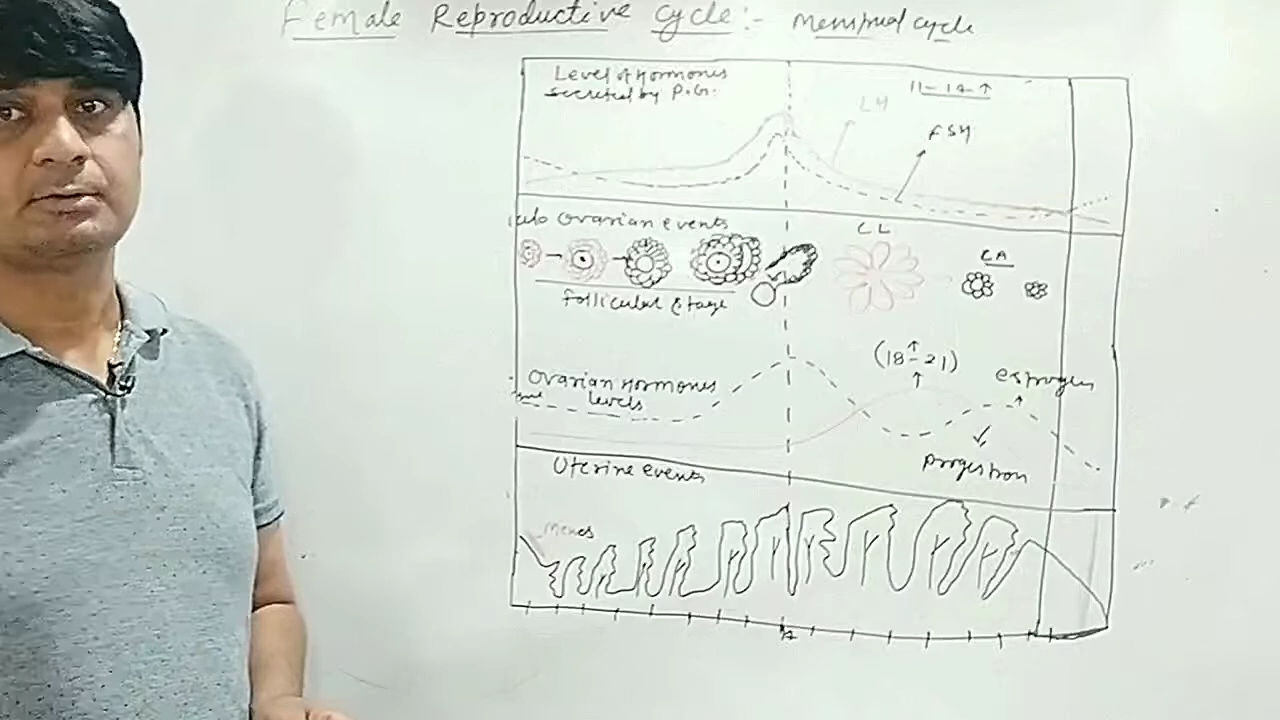 Female Reproductive Cycle:- Menstrual cycle
Level of Hormones
secreted by P.G.
11-14 ↑
LH
FSH
Ovarian events
CL
CA
follicular stage
(18-21)
Ovarian Hormones
levels
estrogen
progestron
Uterine events
Menes